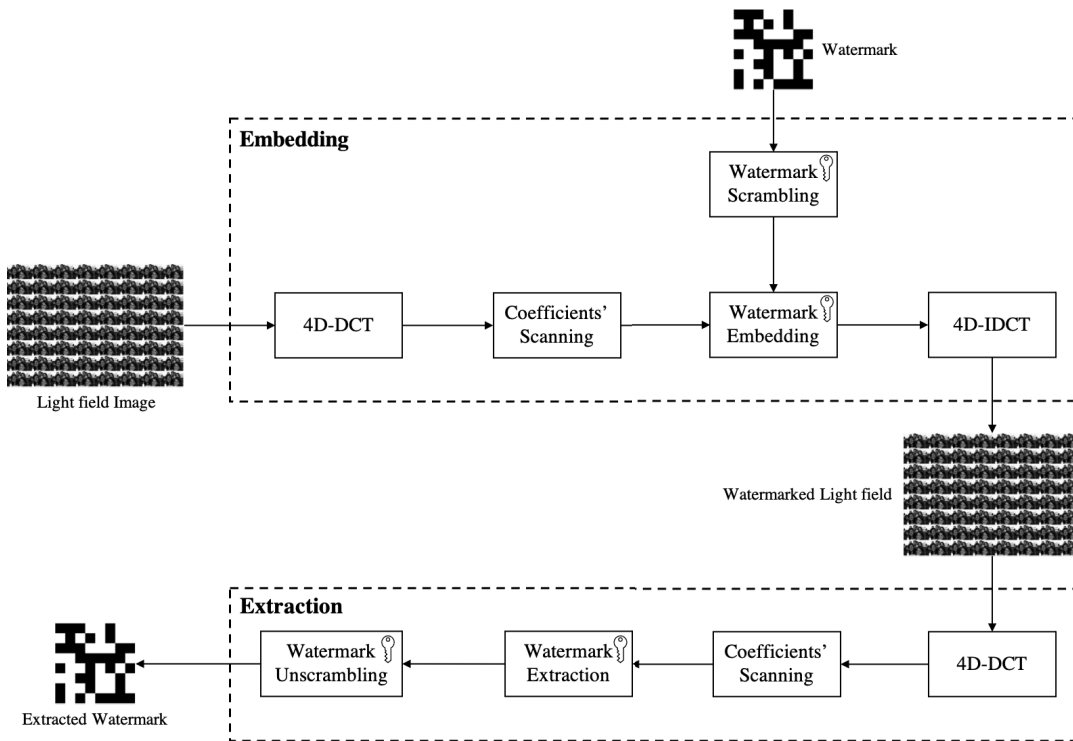 Watermark
Embedding
Watermark
Scrambling
4D-DCT
Coefficients’
Scanning
Watermark
Embedding
4D-IDCT
Light field Image
Watermarked Light field
Extraction
Watermark
Unscrambling
Watermark
Extraction
Coefficients’
Scanning
4D-DCT
Extracted Watermark